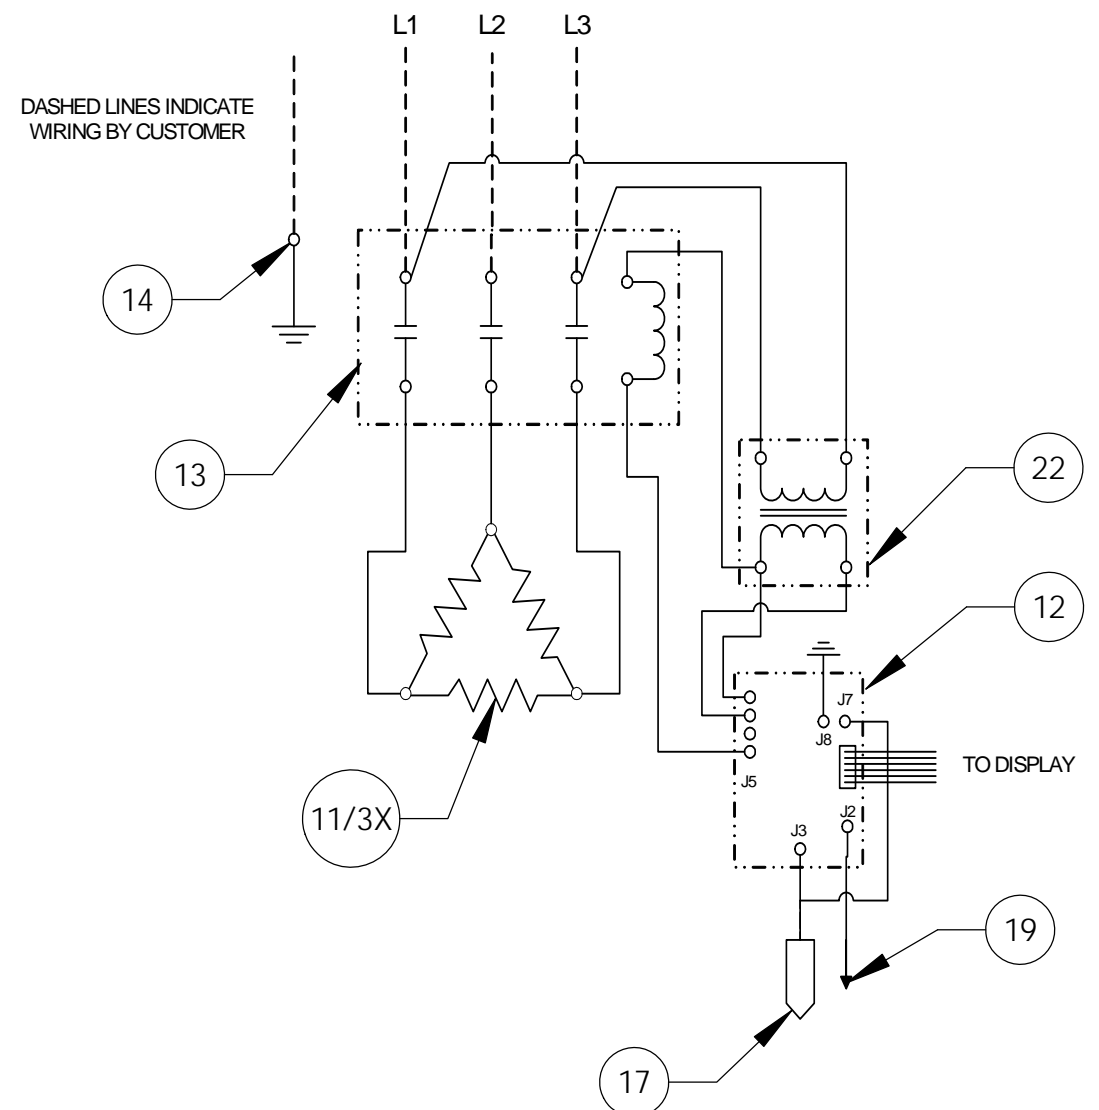 L1
L2
L3
DASHED LINES INDICATE
WIRING BY CUSTOMER
14
13
22
12
J7
J8
TO DISPLAY
J5
J2
J3
11/3X
19
17